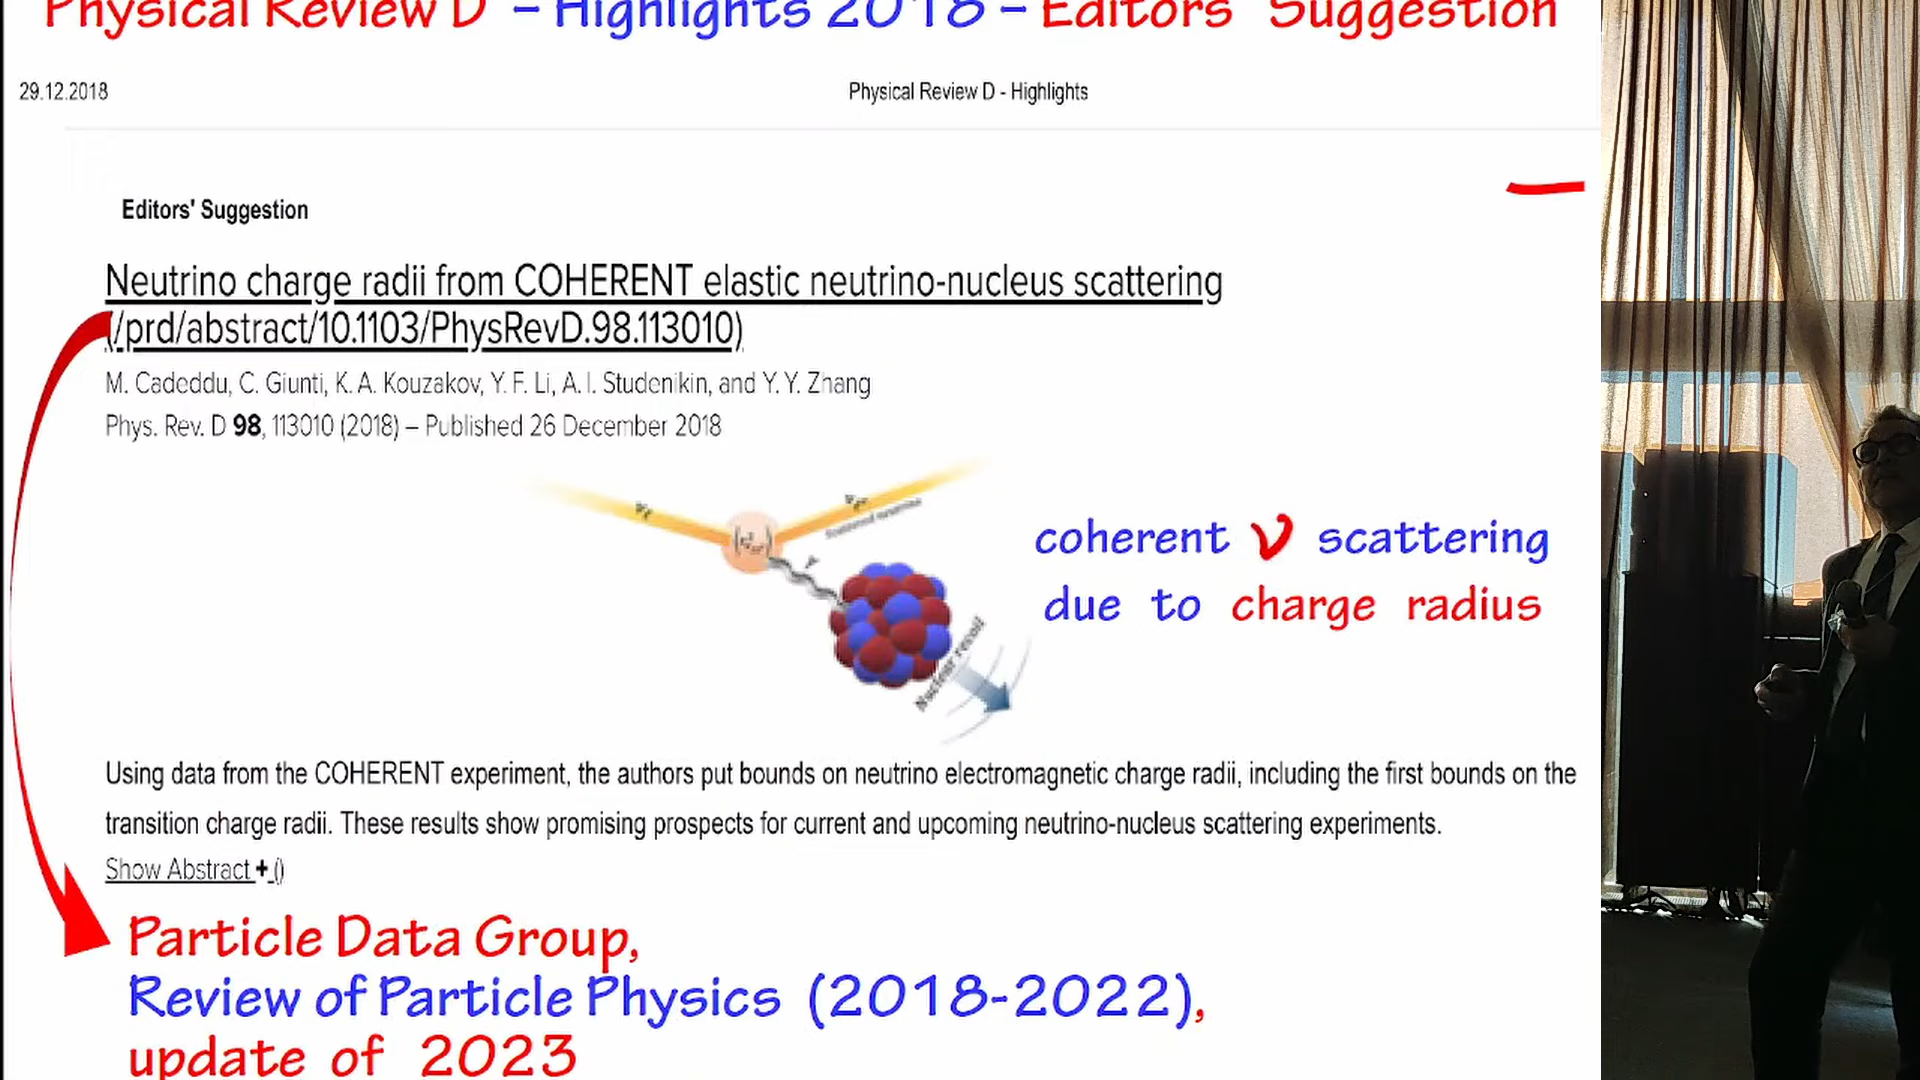 Physical Review D – Highlights 2018 – Editors' Suggestion
29.12.2018
Physical Review D - Highlights
Editors' Suggestion
Neutrino charge radii from COHERENT elastic neutrino-nucleus scattering
(/prd/abstract/10.1103/PhysRevD.98.113010)
M. Cadeddu, C. Giunti, K. A. Kouzakov, Y. F. Li, A. I. Studenikin, and Y. Y. Zhang
Phys. Rev. D 98, 113010 (2018) – Published 26 December 2018
coherent ν scattering
due to charge radius
Nuclear recoil
Using data from the COHERENT experiment, the authors put bounds on neutrino electromagnetic charge radii, including the first bounds on the
transition charge radii. These results show promising prospects for current and upcoming neutrino-nucleus scattering experiments.
Show Abstract + ()
Particle Data Group,
Review of Particle Physics (2018-2022),
update of 2023